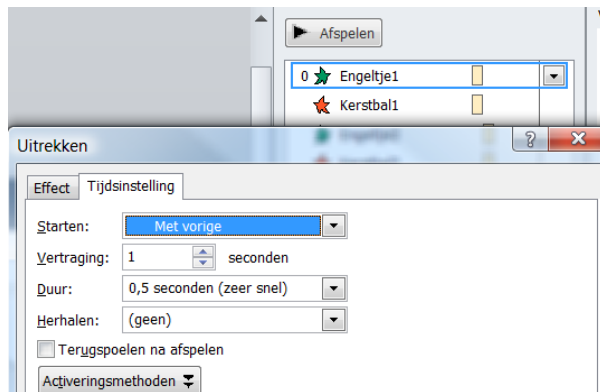 Afspelen
0 Engeltje1
Kerstbal1
Uitrekken
?
X
Effect Tijdsinstelling
Starten: Met vorige
Vertraging: 1 seconden
Duur: 0,5 seconden (zeer snel)
Herhalen: (geen)
Terugspoelen na afspelen
Activeringsmethoden